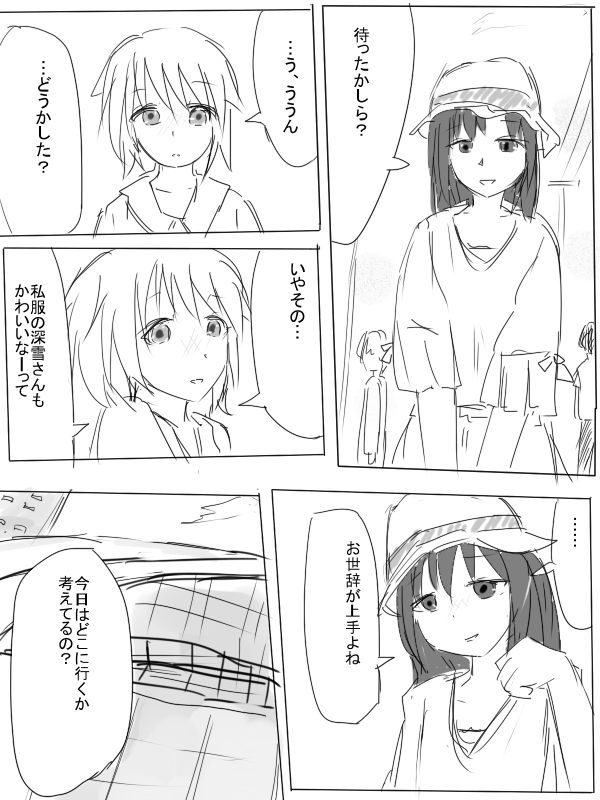 待ったかしら？
…う、ううん
…どうかした？
いやその…
私服の深雪さんも
かわいいなーって
……
お世辞が上手よね
今日はどこに行くか
考えてるの？